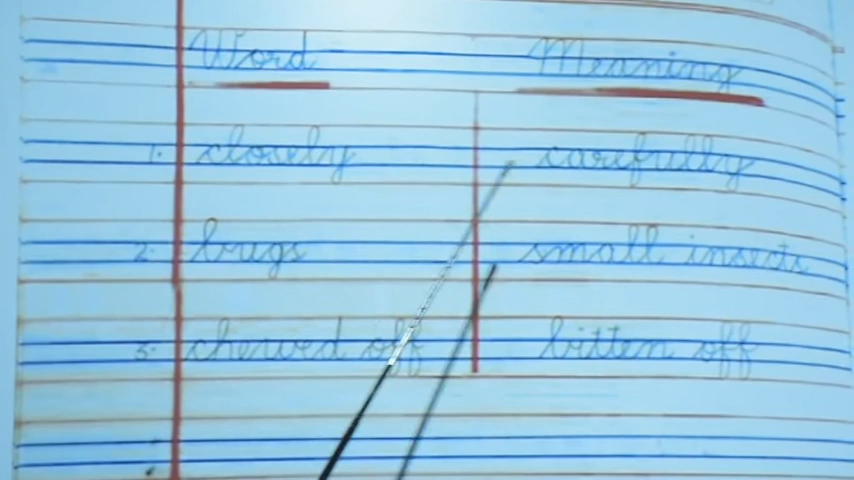 Word Meaning
1. closely carefully
2. bugs small insects
3. chewed off bitten off